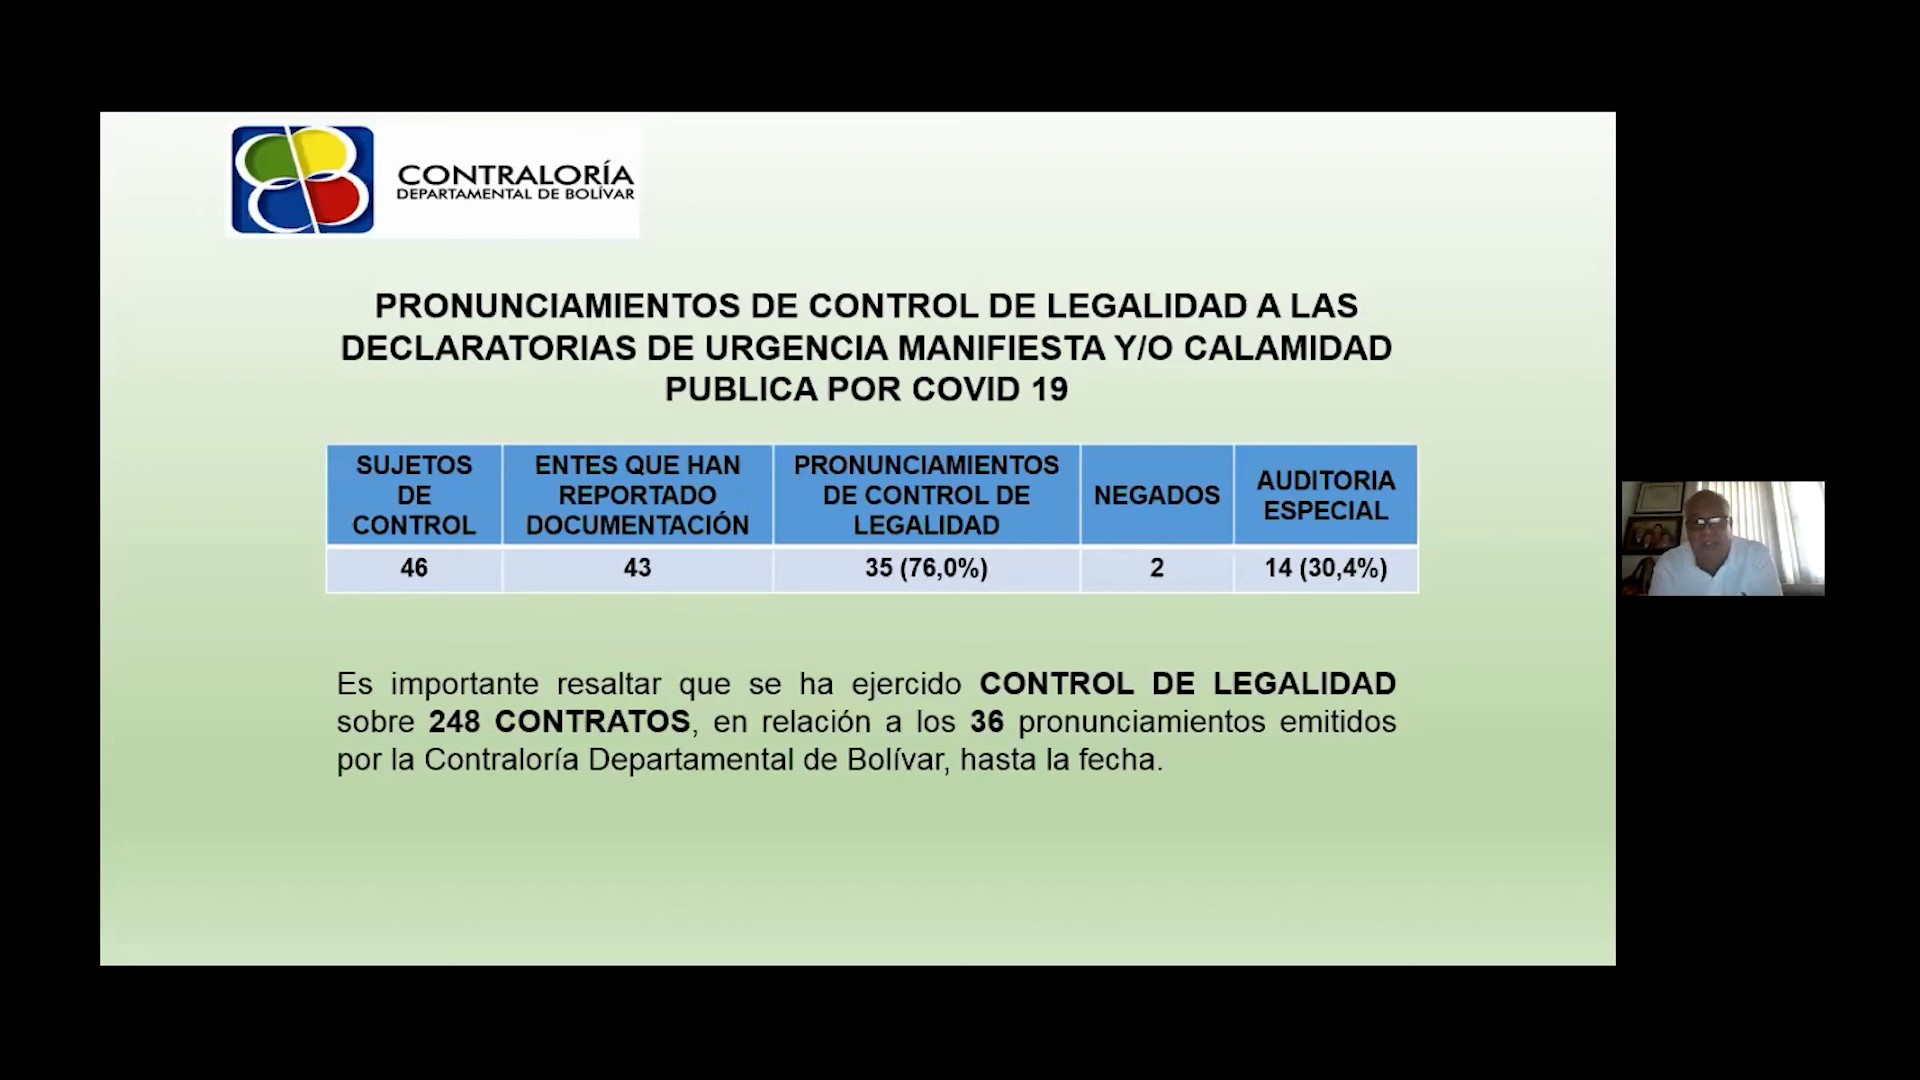 CONTRALORÍA
DEPARTAMENTAL DE BOLÍVAR
PRONUNCIAMIENTOS DE CONTROL DE LEGALIDAD A LAS
DECLARATORIAS DE URGENCIA MANIFIESTA Y/O CALAMIDAD
PUBLICA POR COVID 19
SUJETOS
DE
CONTROL
ENTES QUE HAN
REPORTADO
DOCUMENTACIÓN
PRONUNCIAMIENTOS
DE CONTROL DE
LEGALIDAD
NEGADOS
AUDITORIA
ESPECIAL
46
43
35 (76,0%)
2
14 (30,4%)
Es importante resaltar que se ha ejercido CONTROL DE LEGALIDAD
sobre 248 CONTRATOS, en relación a los 36 pronunciamientos emitidos
por la Contraloría Departamental de Bolívar, hasta la fecha.